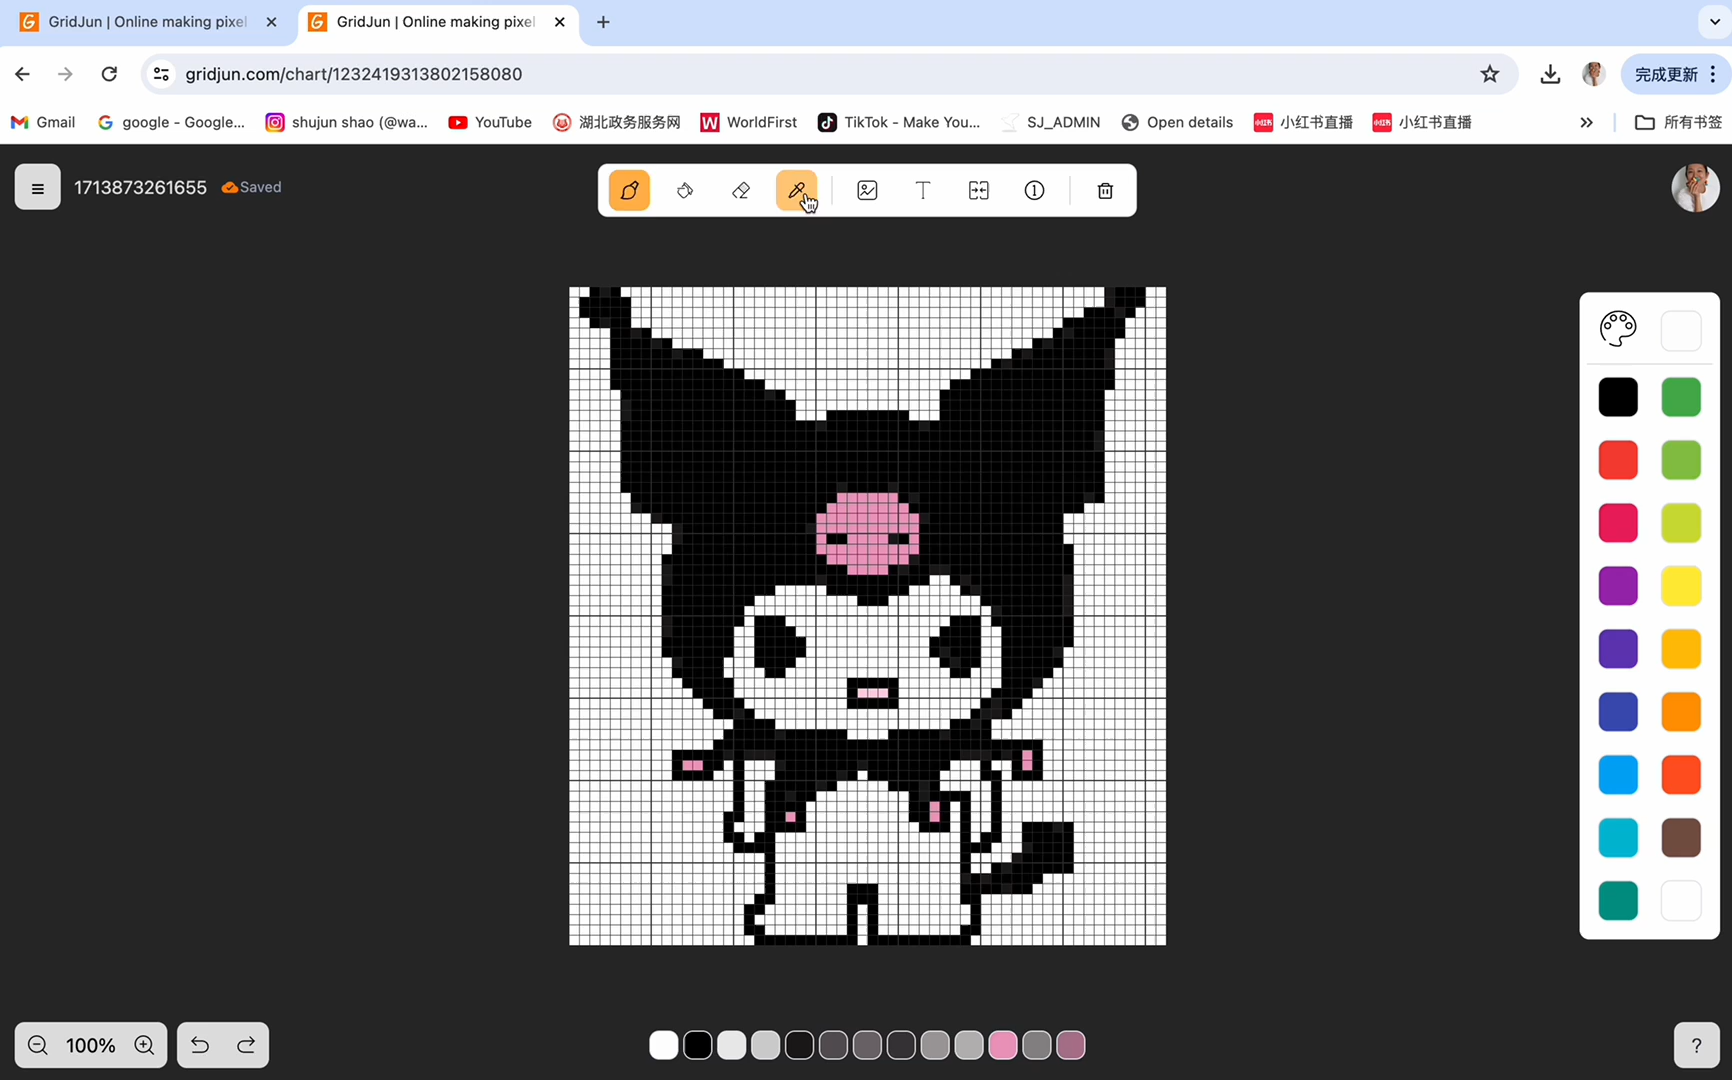 GridJun | Online making pixel
GridJun | Online making pixel
gridjun.com/chart/1232419313802158080
完成更新
Gmail
google - Google...
shujun shao (@wa...
YouTube
湖北政务服务网
WorldFirst
TikTok - Make You...
SJ_ADMIN
Open details
小红书直播
小红书直播
所有书签
1713873261655
Saved
T
1
100%
?